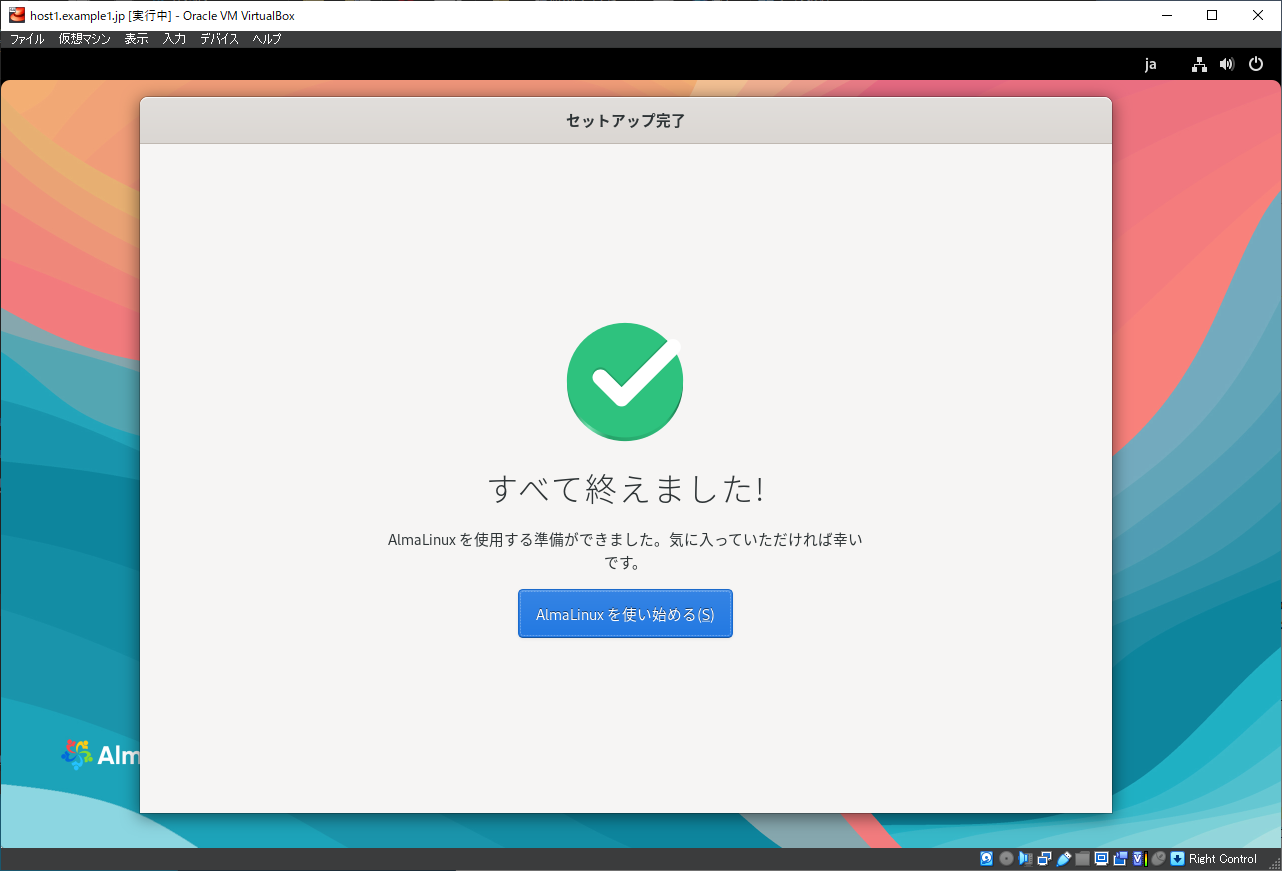 host1.example1.jp [実行中] - Oracle VM VirtualBox
ファイル 仮想マシン 表示 入力 デバイス ヘルプ
ja
セットアップ完了
すべて終えました!
AlmaLinux を使用する準備ができました。気に入っていただければ幸い
です。
AlmaLinux を使い始める(S)
Alm
Right Control